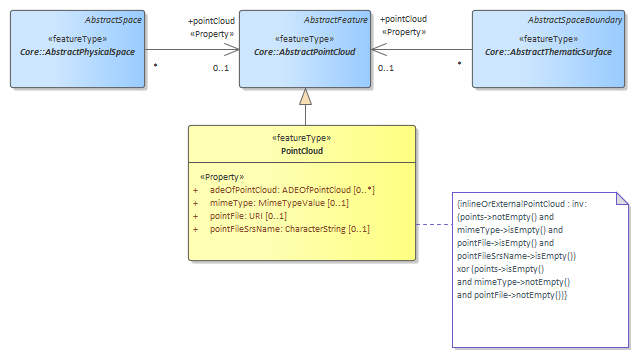 AbstractSpace
«featureType»
Core::AbstractPhysicalSpace
+pointCloud
«Property»
*
0..1
AbstractFeature
«featureType»
Core::AbstractPointCloud
+pointCloud
«Property»
0..1
*
AbstractSpaceBoundary
«featureType»
Core::AbstractThematicSurface
«featureType»
PointCloud
«Property»
+ adeOfPointCloud: ADEOfPointCloud [0..*]
+ mimeType: MimeTypeValue [0..1]
+ pointFile: URI [0..1]
+ pointFileSrsName: CharacterString [0..1]
{inlineOrExternalPointCloud : inv:
(points->notEmpty() and
mimeType->isEmpty() and
pointFile->isEmpty() and
pointFileSrsName->isEmpty())
xor (points->isEmpty()
and mimeType->notEmpty()
and pointFile->notEmpty())}